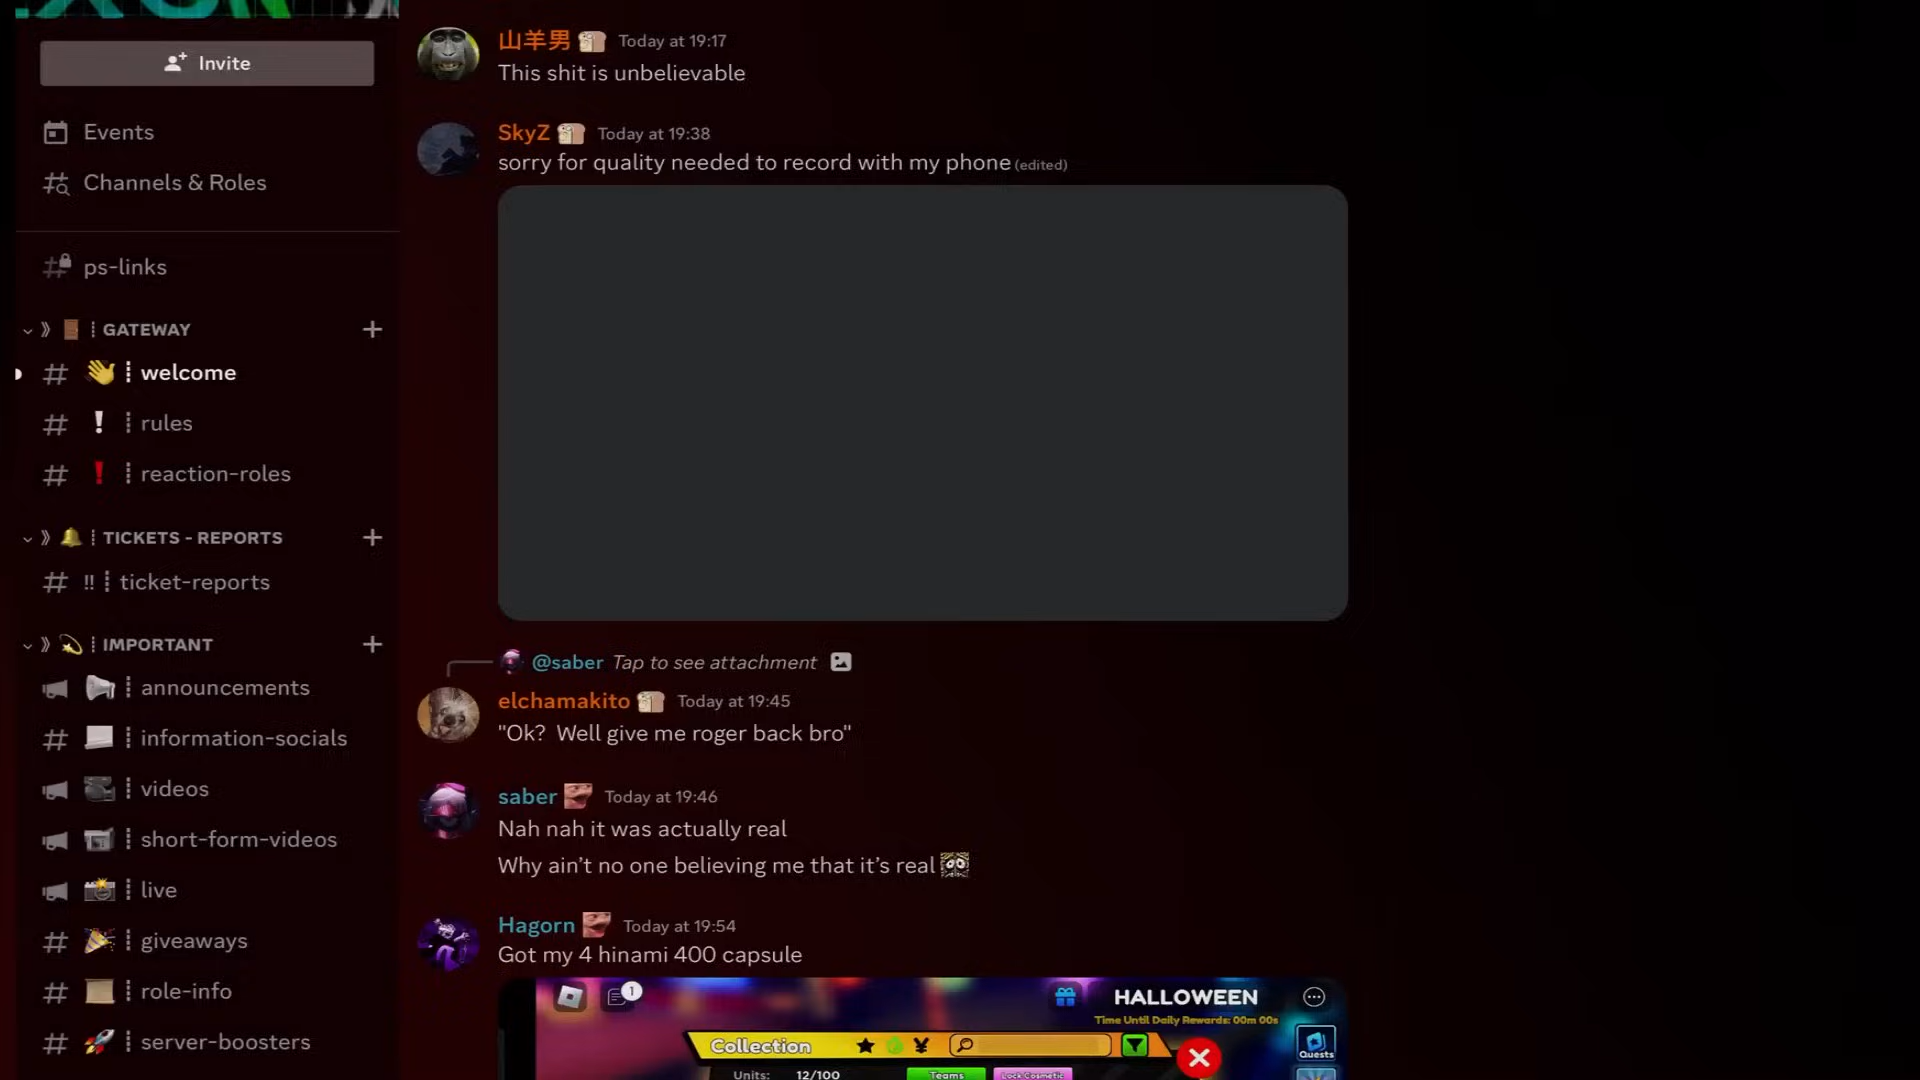 Invite
Events
Channels & Roles
ps-links
GATEWAY
welcome
rules
reaction-roles
TICKETS - REPORTS
ticket-reports
IMPORTANT
announcements
information-socials
videos
short-form-videos
live
giveaways
role-info
server-boosters
山羊男 Today at 19:17
This shit is unbelievable
SkyZ Today at 19:38
sorry for quality needed to record with my phone (edited)
@saber Tap to see attachment
elchamakito Today at 19:45
"Ok? Well give me roger back bro"
saber Today at 19:46
Nah nah it was actually real
Why ain't no one believing me that it's real
Hagorn Today at 19:54
Got my 4 hinami 400 capsule
1
HALLOWEEN
Time Until Daily Rewards: 00m 00s
Collection
Quests
Units: 12/100
Teams
Lock Cosmetic